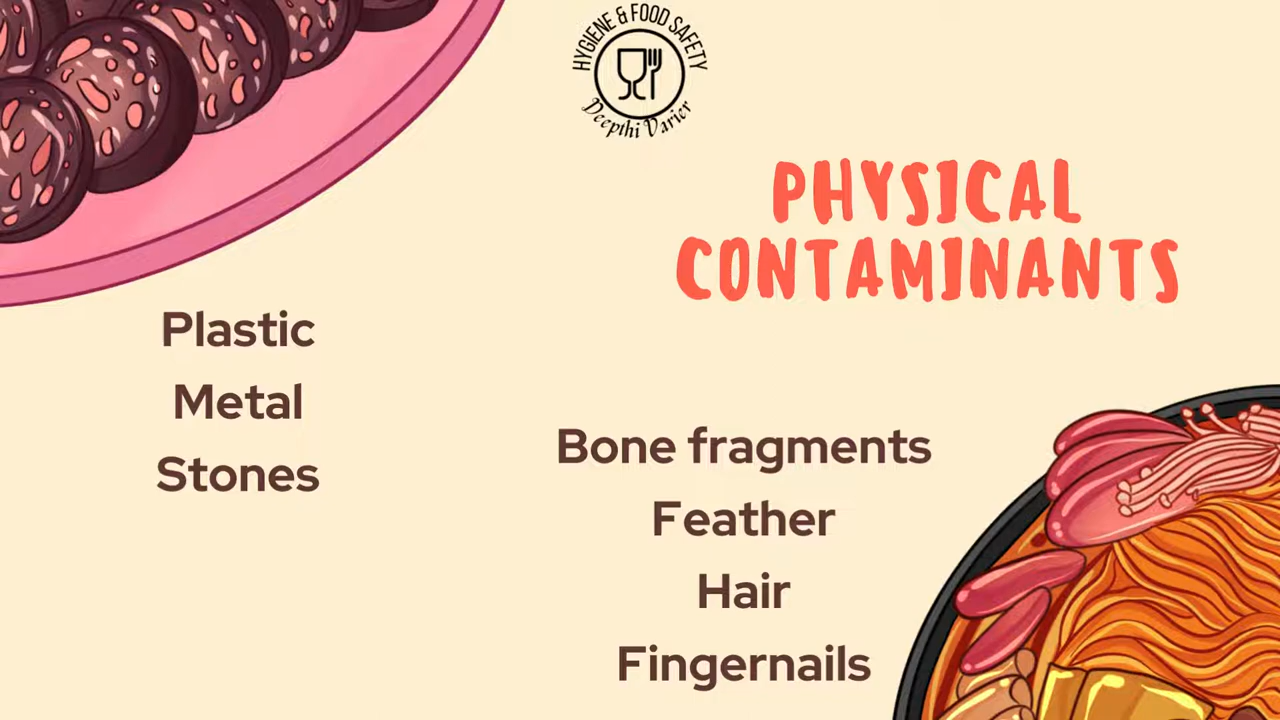 HYGIENE & FOOD SAFETY
Deepthi Varier
PHYSICAL
CONTAMINANTS
Plastic
Metal
Stones
Bone fragments
Feather
Hair
Fingernails